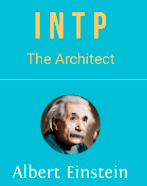 INTP
The Architect
Albert Einstein